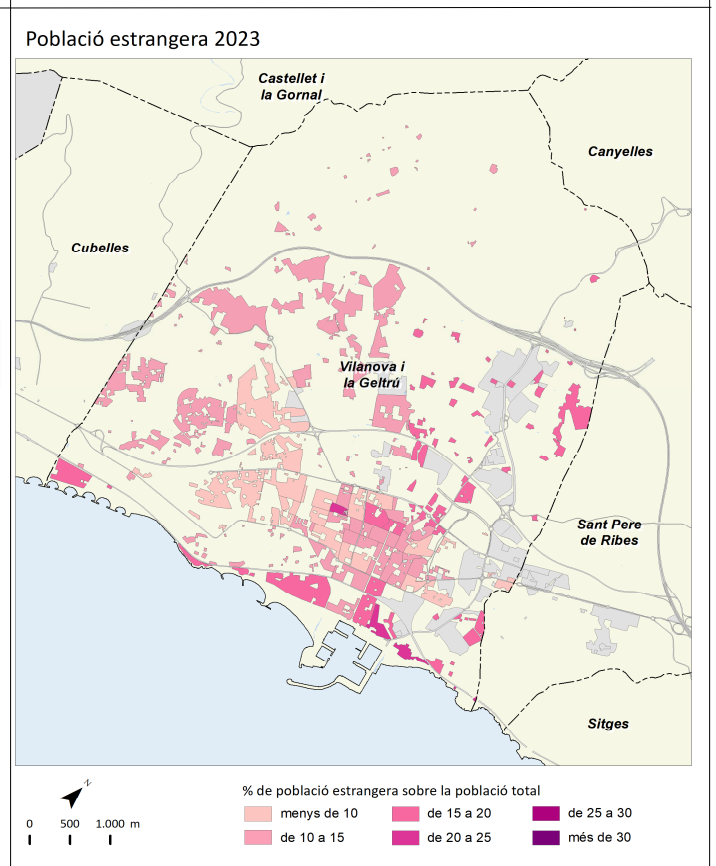 Població estrangera 2023
Castellet i
la Gornal
Canyelles
Cubelles
Vilanova i
la Geltrú
Sant Pere
de Ribes
Sitges
N
0 500 1.000 m
% de població estrangera sobre la població total
menys de 10
de 15 a 20
de 25 a 30
de 10 a 15
de 20 a 25
més de 30